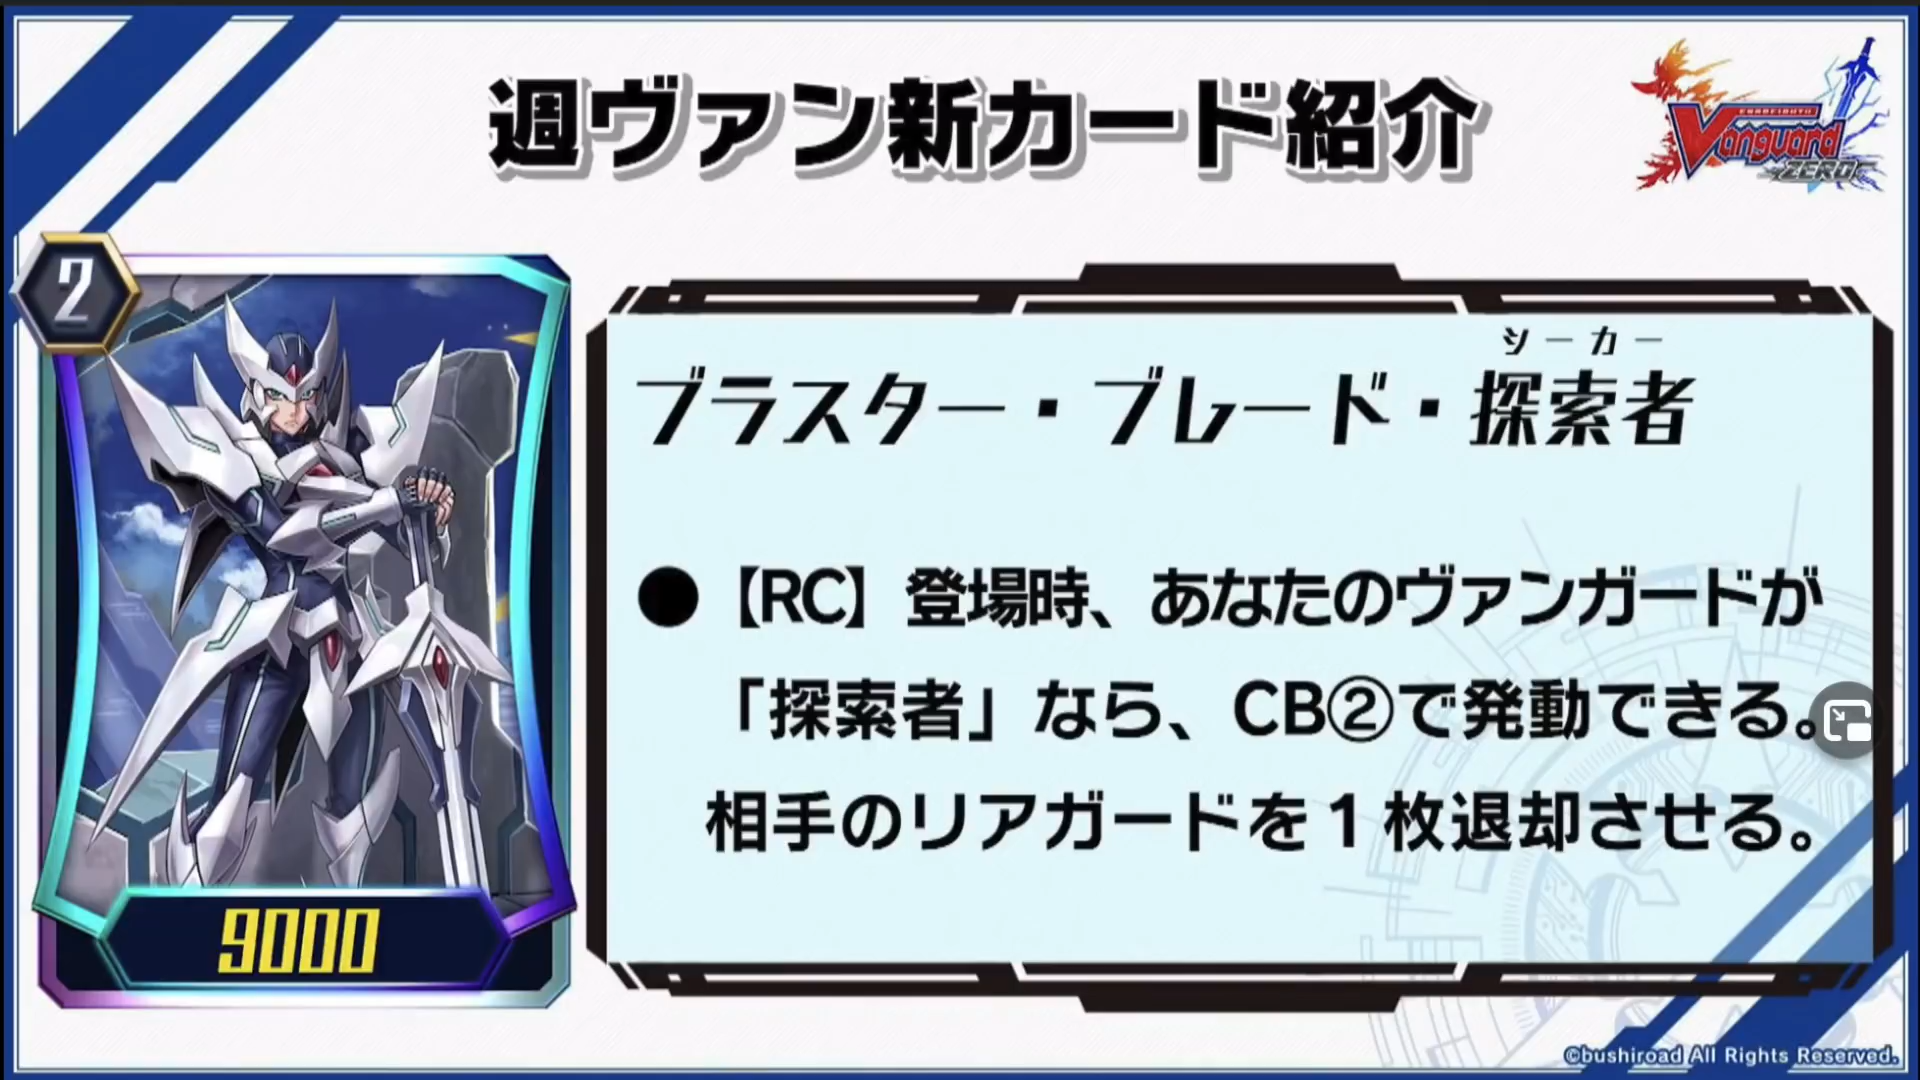 週ヴァン新カード紹介
CARDFIGHT!!
Vanguard
ZERO
2
シーカー
ブラスター・ブレード・探索者
●【RC】登場時、あなたのヴァンガードが
「探索者」なら、CB②で発動できる。
相手のリアガードを1枚退却させる。
9000
©bushiroad All Rights Reserved.